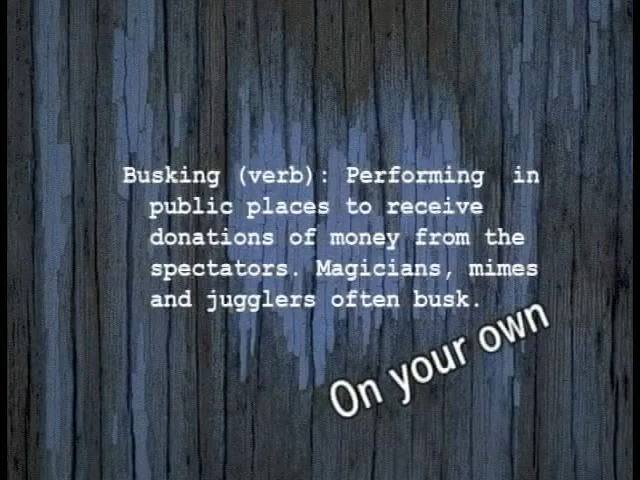 Busking (verb): Performing in
public places to receive
donations of money from the
spectators. Magicians, mimes
and jugglers often busk.
On your own